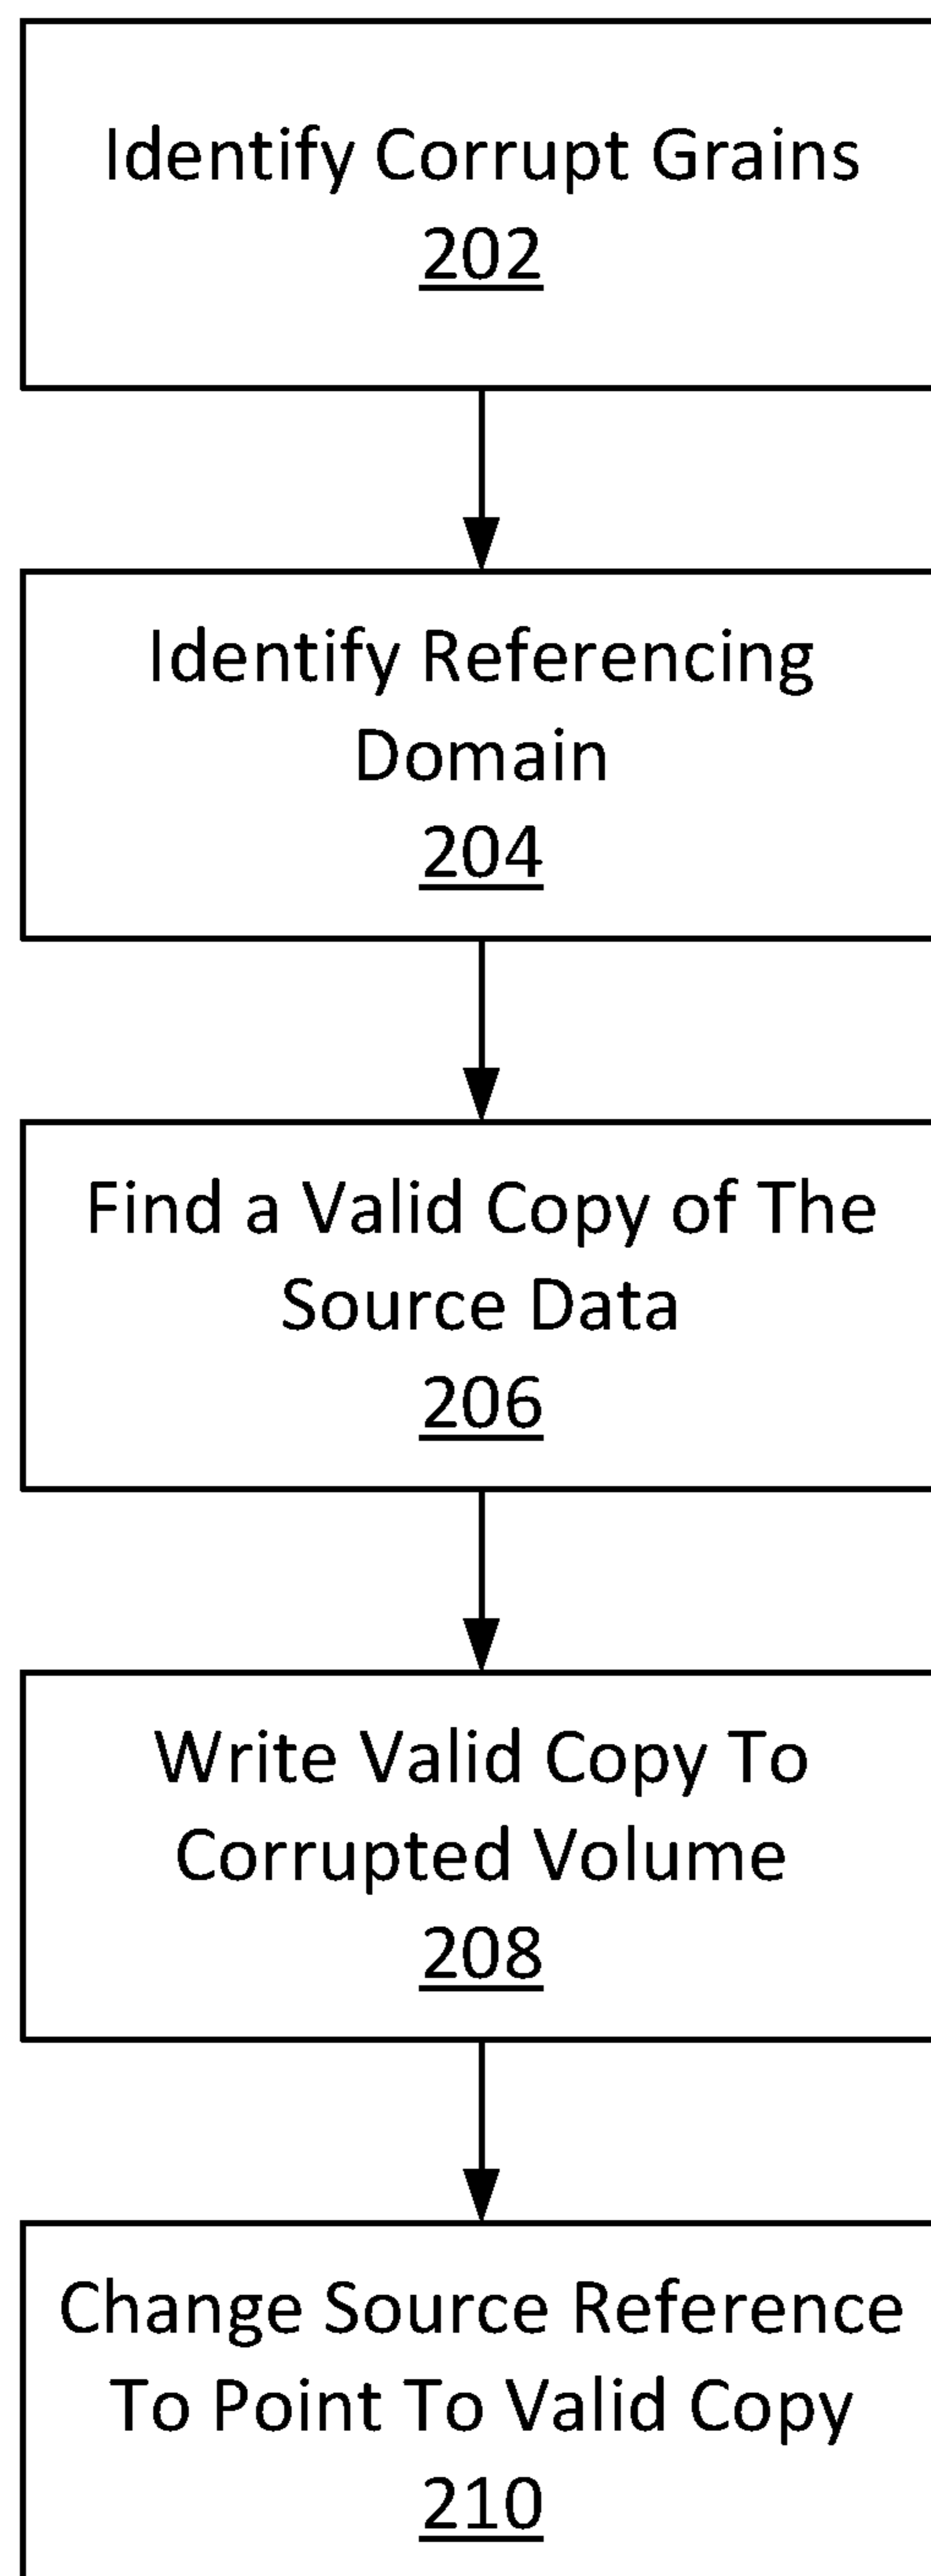 Identify Corrupt Grains
202
Identify Referencing
Domain
204
Find a Valid Copy of The
Source Data
206
Write Valid Copy To
Corrupted Volume
208
Change Source Reference
To Point To Valid Copy
210